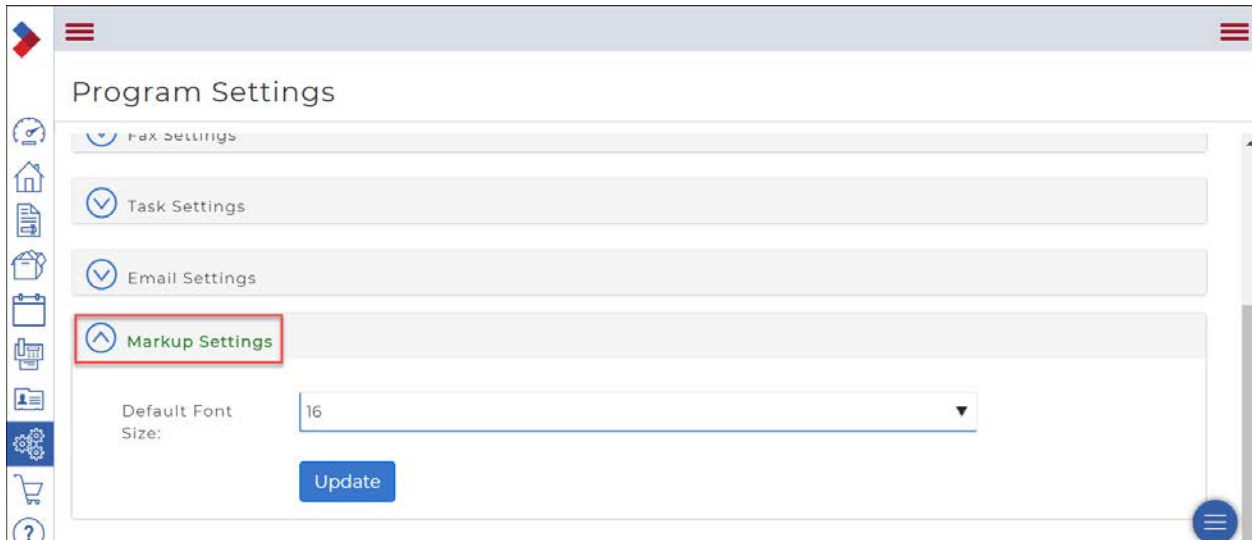 Program Settings
Fax Settings
Task Settings
Email Settings
Markup Settings
Default Font
Size:
16
Update
?